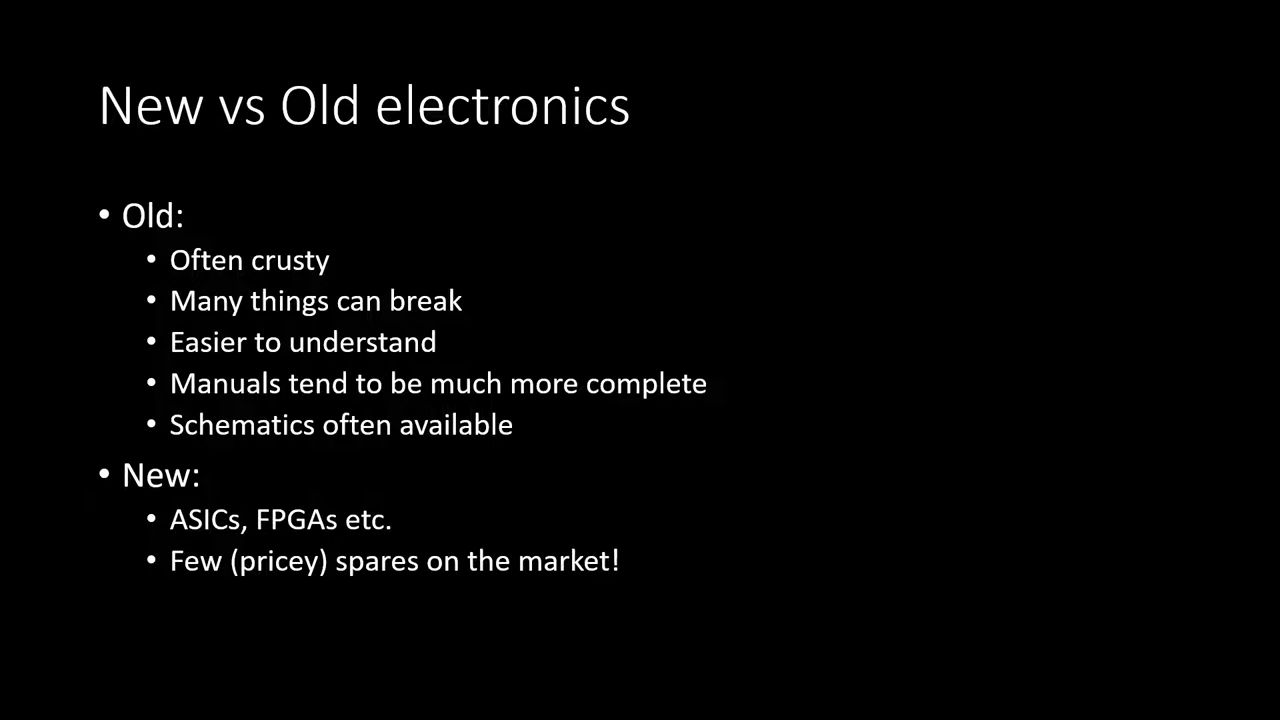 New vs Old electronics
• Old:
• Often crusty
• Many things can break
• Easier to understand
• Manuals tend to be much more complete
• Schematics often available
• New:
• ASICs, FPGAs etc.
• Few (pricey) spares on the market!